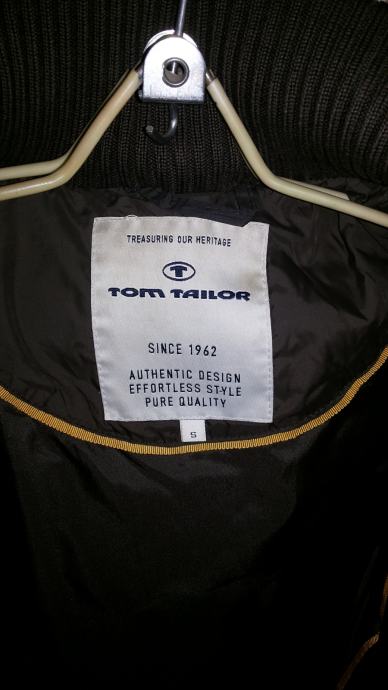 TREASURING OUR HERITAGE
T
TOM TAILOR
SINCE 1962
AUTHENTIC DESIGN
EFFORTLESS STYLE
PURE QUALITY
S